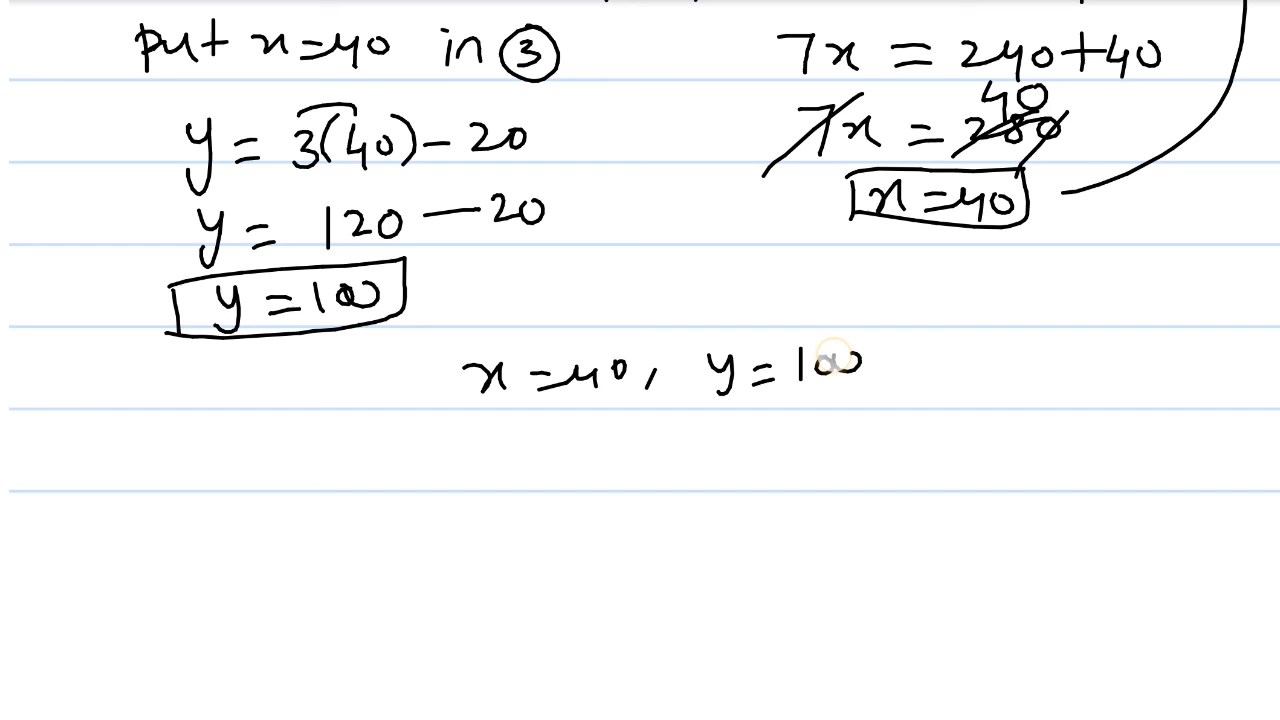 put x=40 in ③
y = 3(40)-20
y = 120-20
y=100
7x = 240+40
40
7x = 280
x=40
x=40, y=100